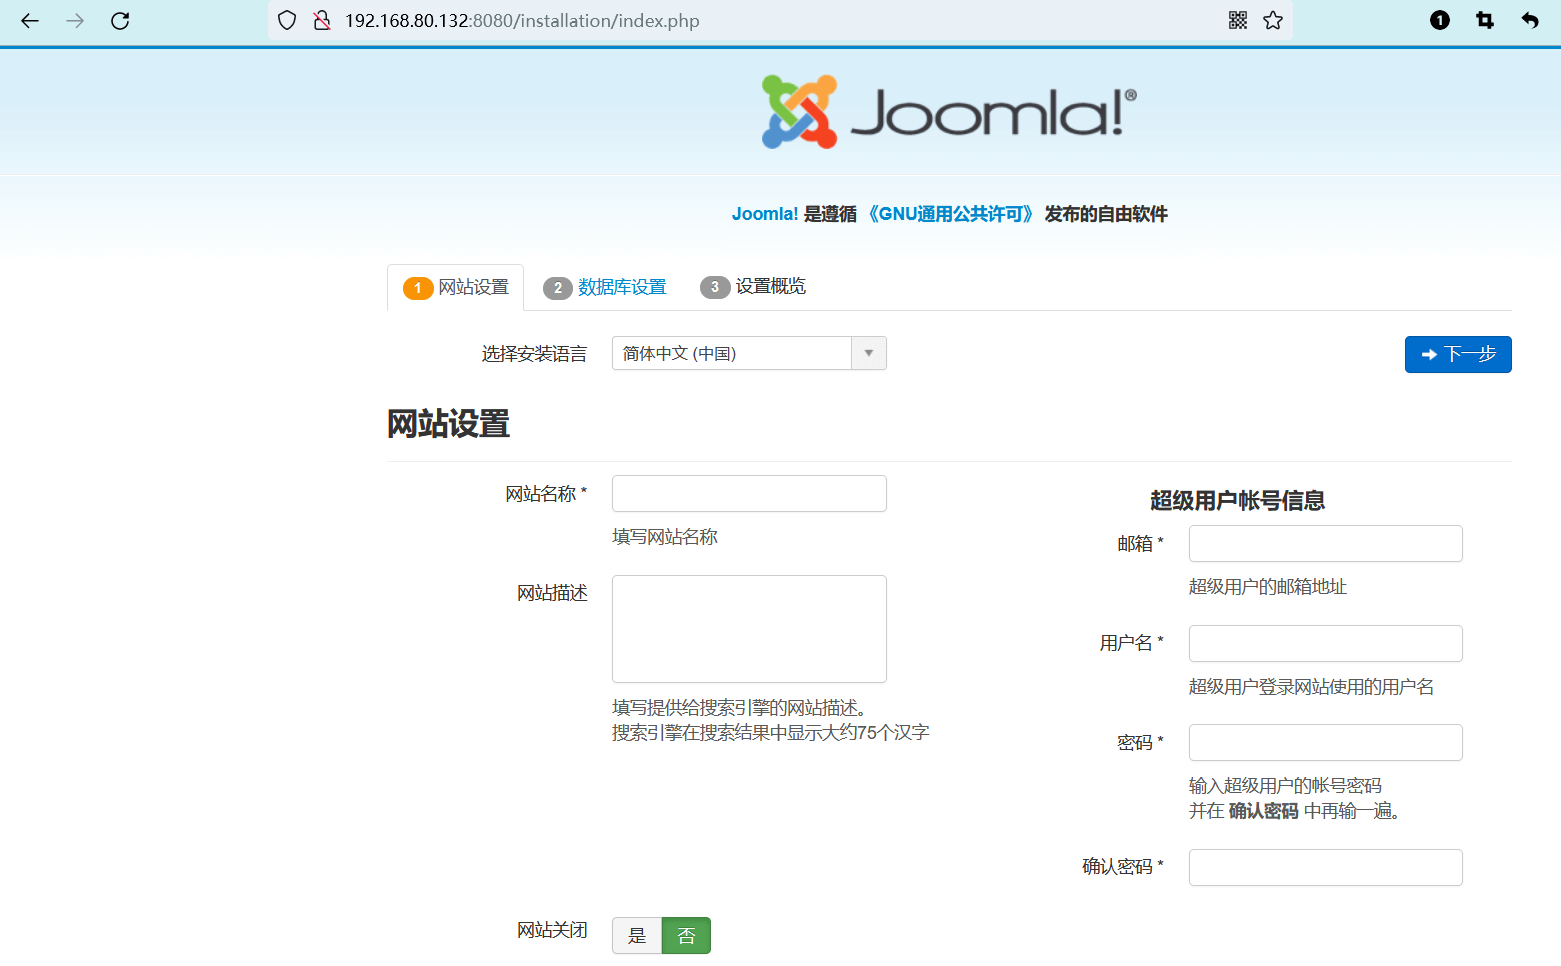 192.168.80.132:8080/installation/index.php
1
Joomla!®
Joomla! 是遵循 《GNU通用公共许可》 发布的自由软件
1 网站设置
2 数据库设置
3 设置概览
选择安装语言
简体中文 (中国)
下一步
网站设置
网站名称 *
填写网站名称
网站描述
填写提供给搜索引擎的网站描述。
搜索引擎在搜索结果中显示大约75个汉字
网站关闭
是
否
超级用户帐号信息
邮箱 *
超级用户的邮箱地址
用户名 *
超级用户登录网站使用的用户名
密码 *
输入超级用户的帐号密码
并在 确认密码 中再输一遍。
确认密码 *